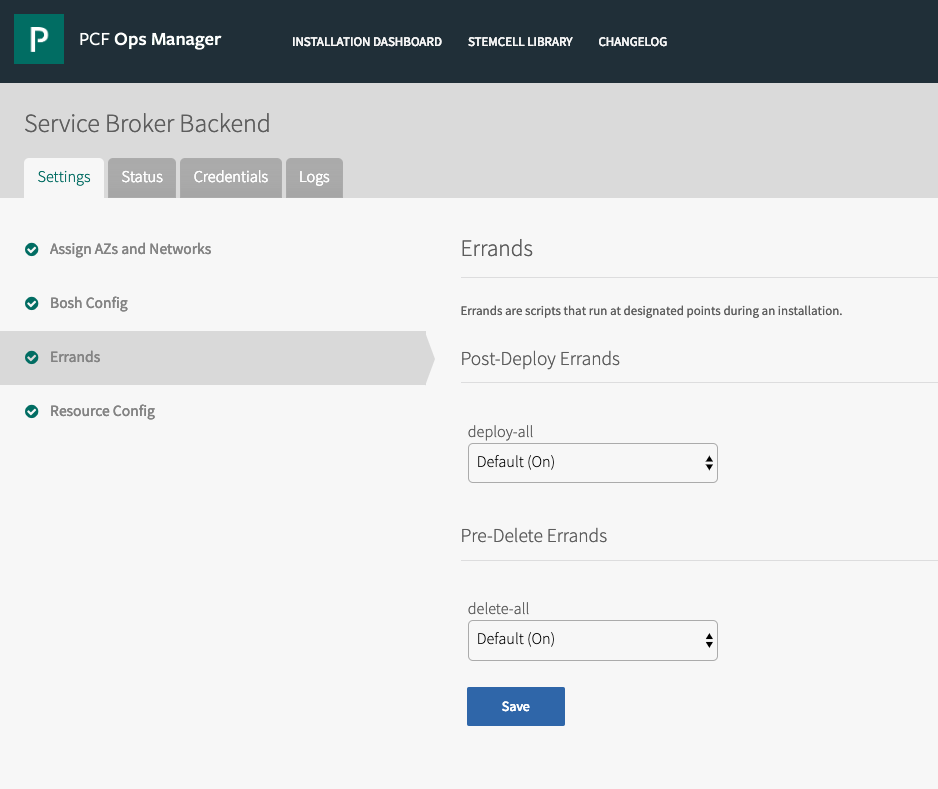 P PCF Ops Manager INSTALLATION DASHBOARD STEMCELL LIBRARY CHANGELOG
Service Broker Backend
Settings Status Credentials Logs
Assign AZs and Networks
Bosh Config
Errands
Resource Config
Errands
Errands are scripts that run at designated points during an installation.
Post-Deploy Errands
deploy-all
Default (On)
Pre-Delete Errands
delete-all
Default (On)
Save